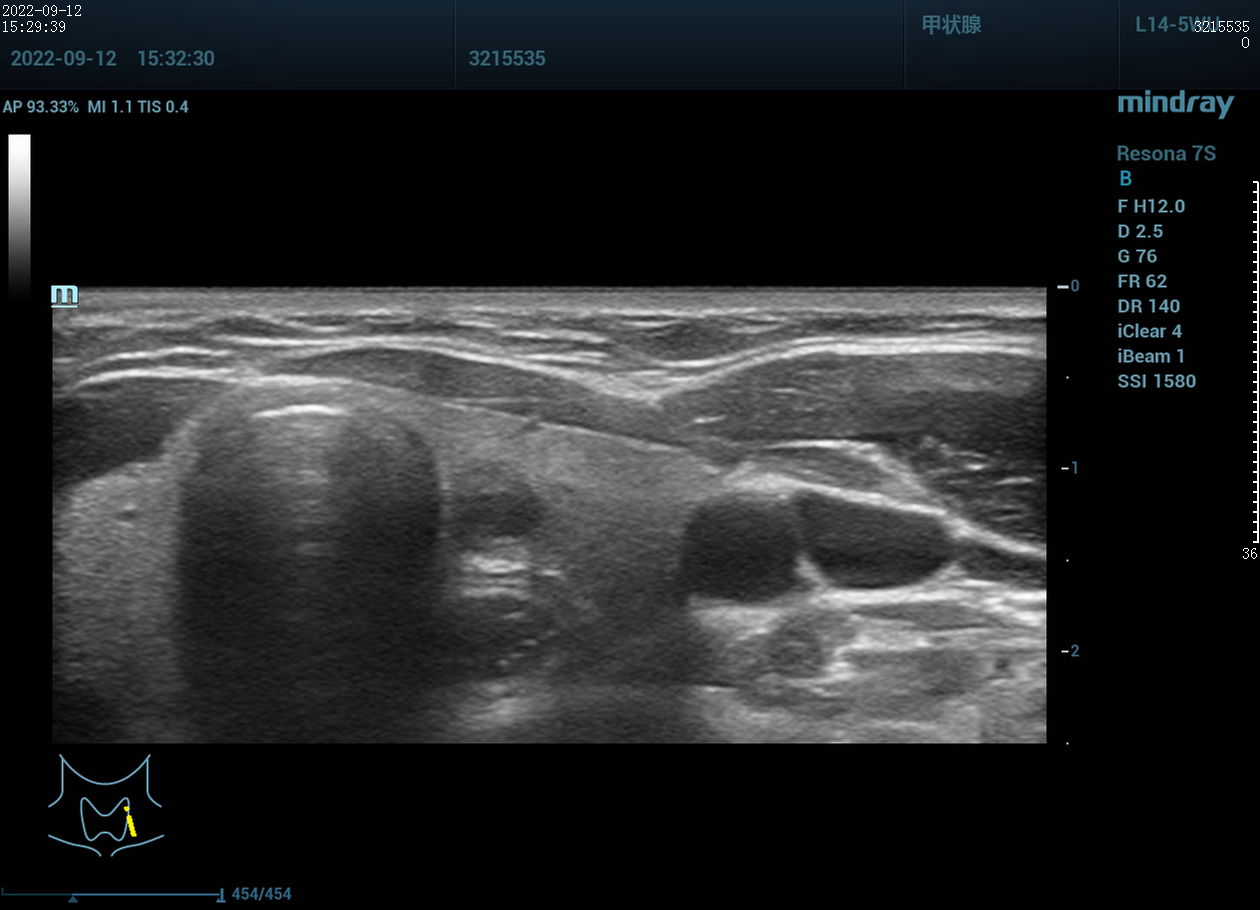 2022-09-12
15:29:39
2022-09-12 15:32:30
3215535
甲状腺
3215535
0
AP 93.33% MI 1.1 TIS 0.4
mindray
Resona 7S
B
F H12.0
D 2.5
G 76
FR 62
DR 140
iClear 4
iBeam 1
SSI 1580
m
0
1
2
36
454/454